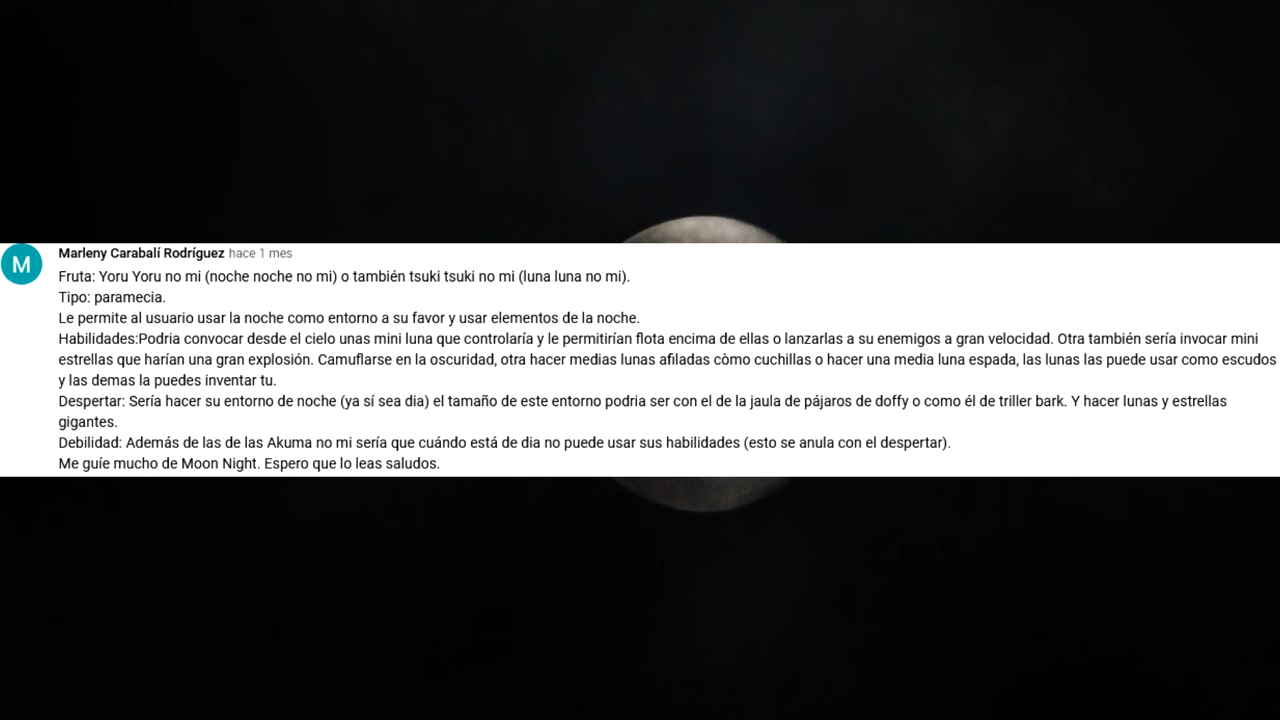 M
Marleny Carabalí Rodríguez hace 1 mes
Fruta: Yoru Yoru no mi (noche noche no mi) o también tsuki tsuki no mi (luna luna no mi).
Tipo: paramecia.
Le permite al usuario usar la noche como entorno a su favor y usar elementos de la noche.
Habilidades:Podria convocar desde el cielo unas mini luna que controlaría y le permitirían flota encima de ellas o lanzarlas a su enemigos a gran velocidad. Otra también sería invocar mini
estrellas que harían una gran explosión. Camuflarse en la oscuridad, otra hacer medias lunas afiladas còmo cuchillas o hacer una media luna espada, las lunas las puede usar como escudos
y las demas la puedes inventar tu.
Despertar: Sería hacer su entorno de noche (ya sí sea dia) el tamaño de este entorno podria ser con el de la jaula de pájaros de doffy o como él de triller bark. Y hacer lunas y estrellas
gigantes.
Debilidad: Además de las de las Akuma no mi sería que cuándo está de dia no puede usar sus habilidades (esto se anula con el despertar).
Me guíe mucho de Moon Night. Espero que lo leas saludos.